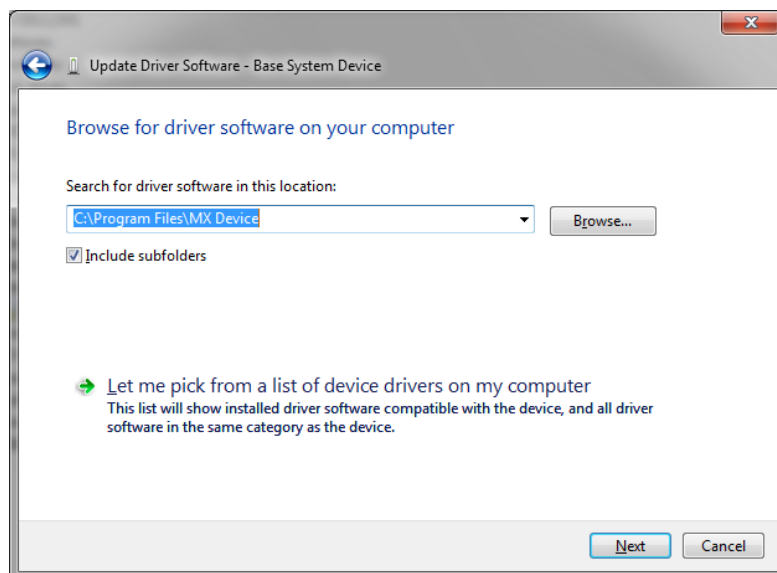 Update Driver Software - Base System Device
Browse for driver software on your computer
Search for driver software in this location:
C:\Program Files\MX Device
Browse...
Include subfolders
Let me pick from a list of device drivers on my computer
This list will show installed driver software compatible with the device, and all driver
software in the same category as the device.
Next
Cancel